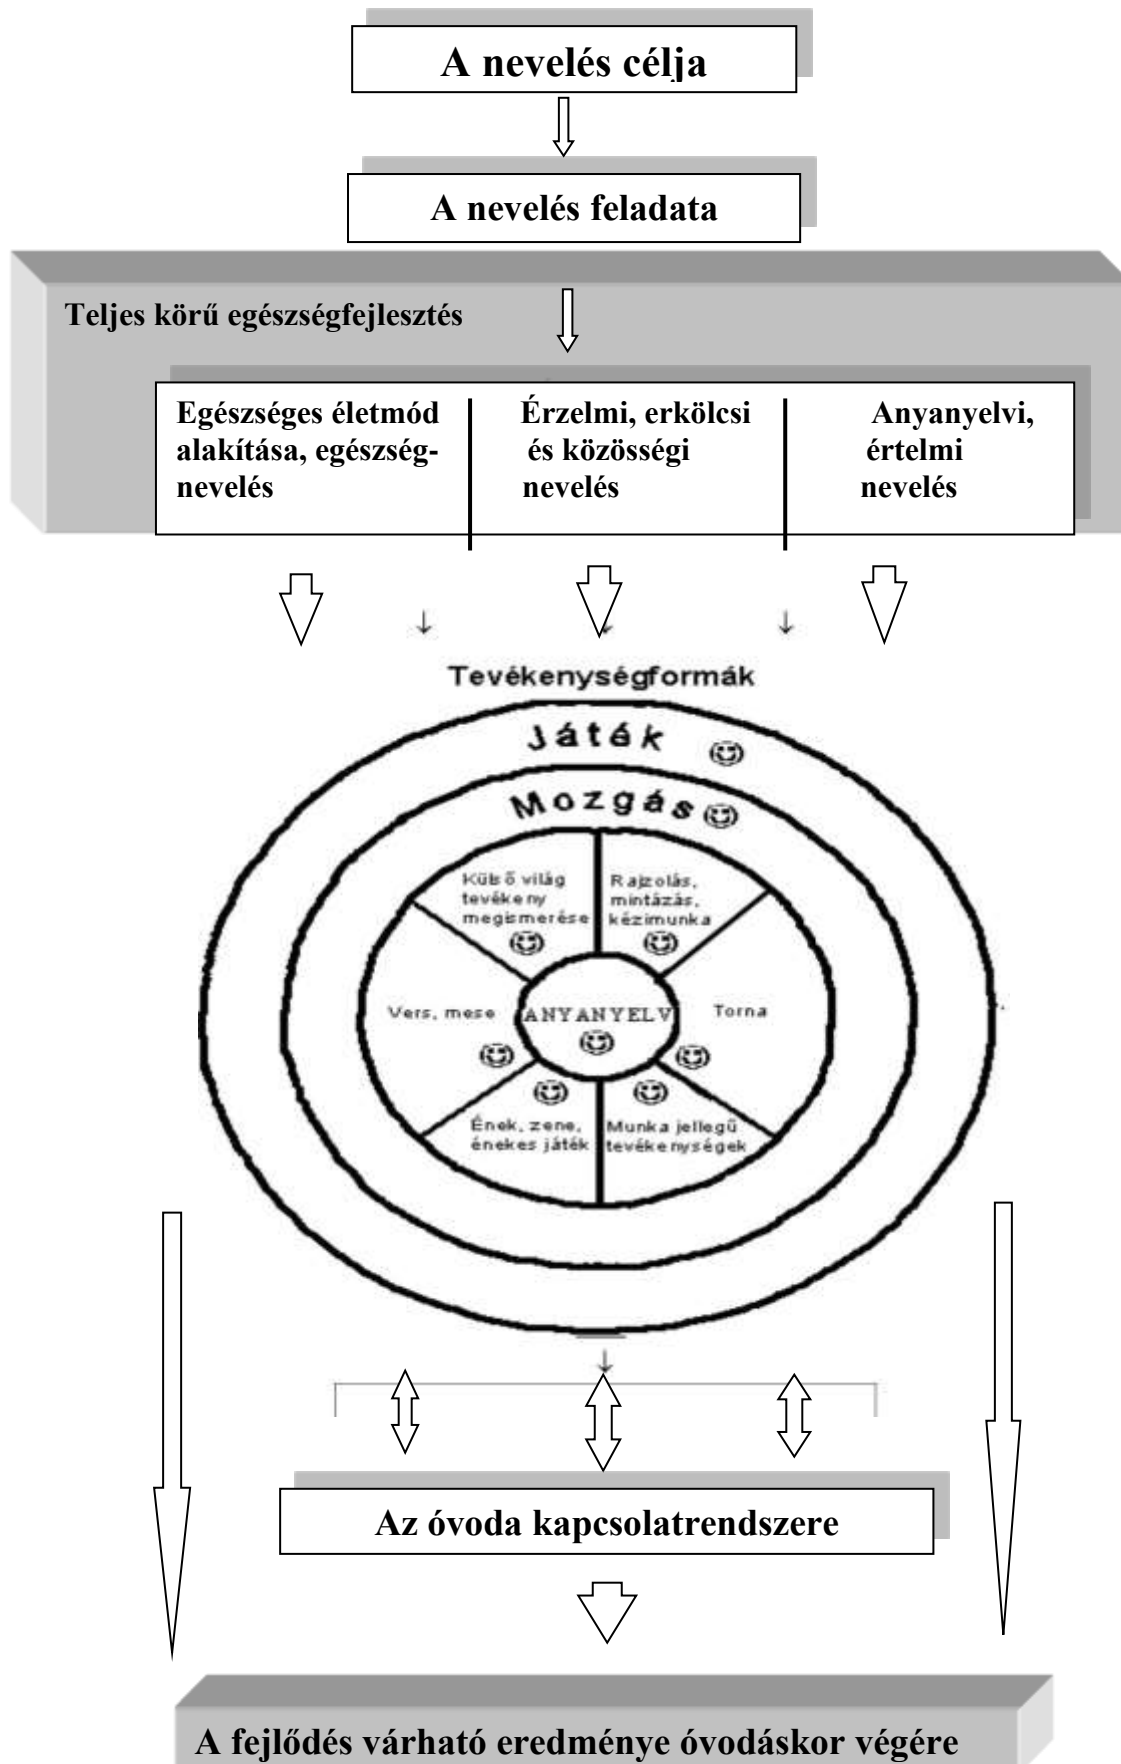 A nevelés célja
A nevelés feladata
Teljes körű egészségfejlesztés
Egészséges életmód
alakítása, egészség-
nevelés
Érzelmi, erkölcsi
és közösségi
nevelés
Anyanyelvi,
értelmi
nevelés
Tevékenységformák
Játék
Mozgás
Külső világ
tevékeny
megismerése
Rajzolás,
mintázás,
kézimunka
Vers, mese
ANYANYELV
Torna
Ének, zene,
énekes játék
Munka jellegű
tevékenységek
Az óvoda kapcsolatrendszere
A fejlődés várható eredménye óvodáskor végére